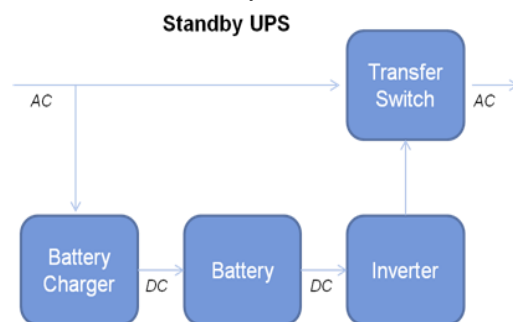 Standby UPS
Transfer
Switch
AC
AC
Battery
Charger
DC
Battery
DC
Inverter